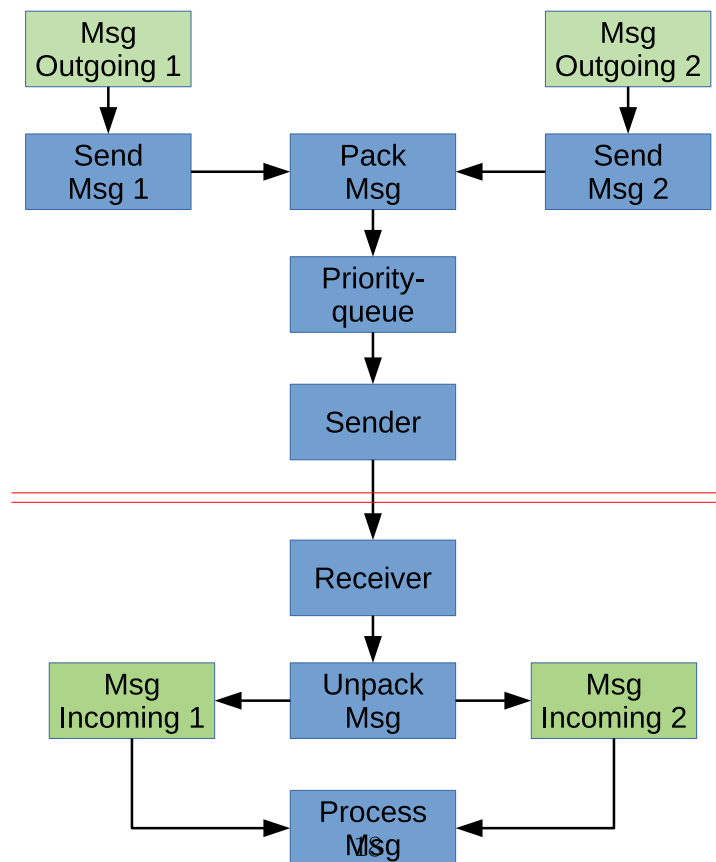 Msg
Outgoing 1
Msg
Outgoing 2
Send
Msg 1
Pack
Msg
Send
Msg 2
Priority-
queue
Sender
Receiver
Msg
Incoming 1
Unpack
Msg
Msg
Incoming 2
Process
Msg
18